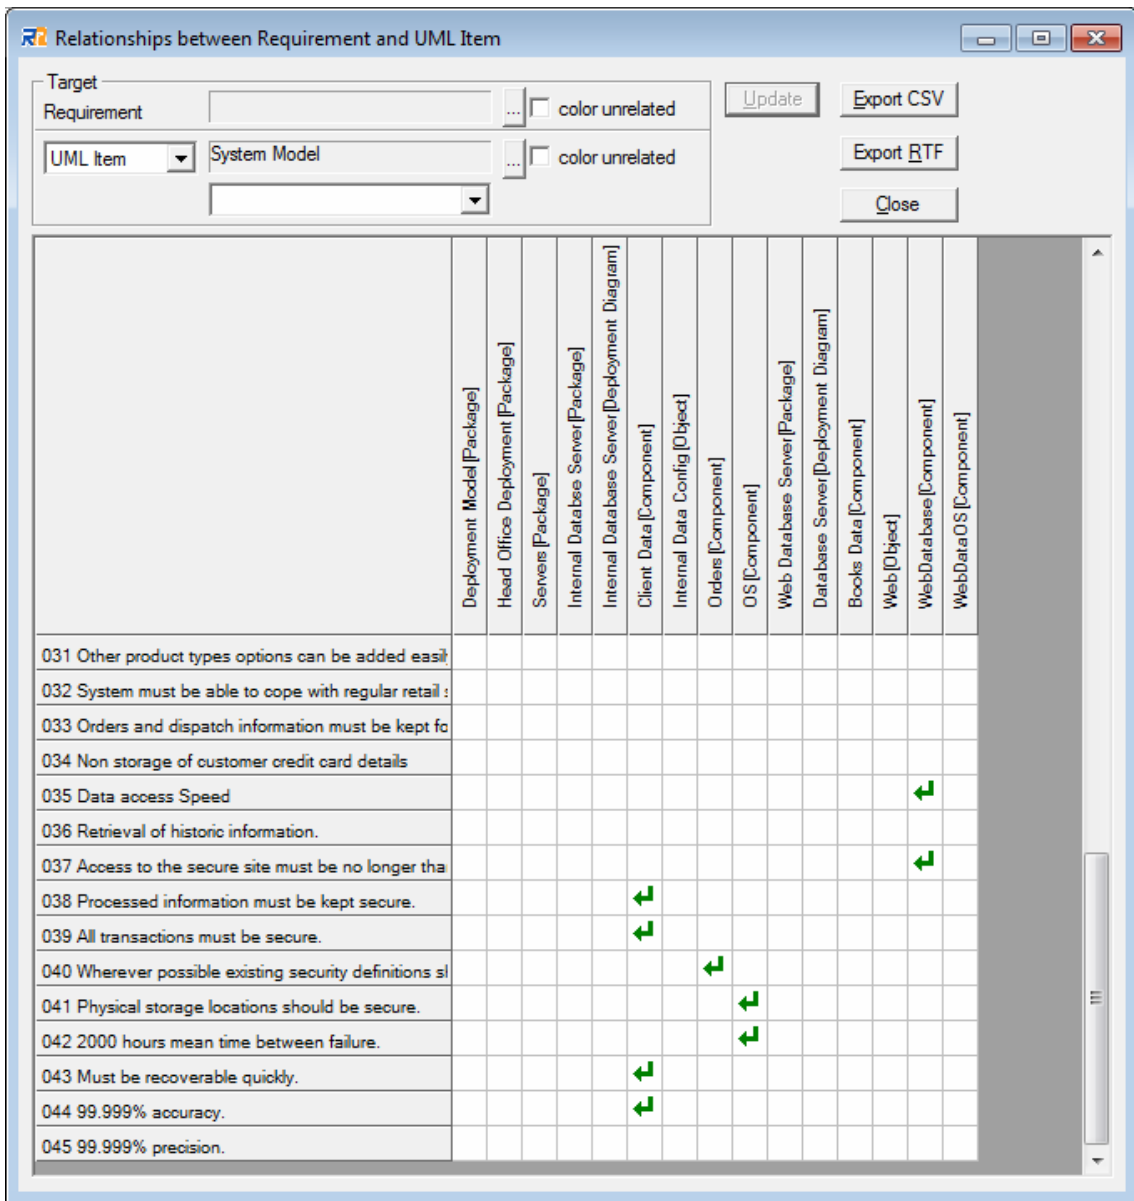 Relationships between Requirement and UML Item
Target
Requirement
...
color unrelated
Update
Export CSV
UML Item
System Model
...
color unrelated
Export RTF
Close
Deployment Model [Package]
Head Office Deployment [Package]
Servers [Package]
Internal Databse Server [Package]
Internal Database Server [Deployment Diagram]
Client Data [Component]
Internal Data Config [Object]
Orders [Component]
OS [Component]
Web Database Server [Package]
Database Server [Deployment Diagram]
Books Data [Component]
Web [Object]
WebDatabase [Component]
WebDataOS [Component]
031 Other product types options can be added easily
032 System must be able to cope with regular retail s
033 Orders and dispatch information must be kept fo
034 Non storage of customer credit card details
035 Data access Speed
036 Retrieval of historic information.
037 Access to the secure site must be no longer tha
038 Processed information must be kept secure.
039 All transactions must be secure.
040 Wherever possible existing security definitions sh
041 Physical storage locations should be secure.
042 2000 hours mean time between failure.
043 Must be recoverable quickly.
044 99.999% accuracy.
045 99.999% precision.